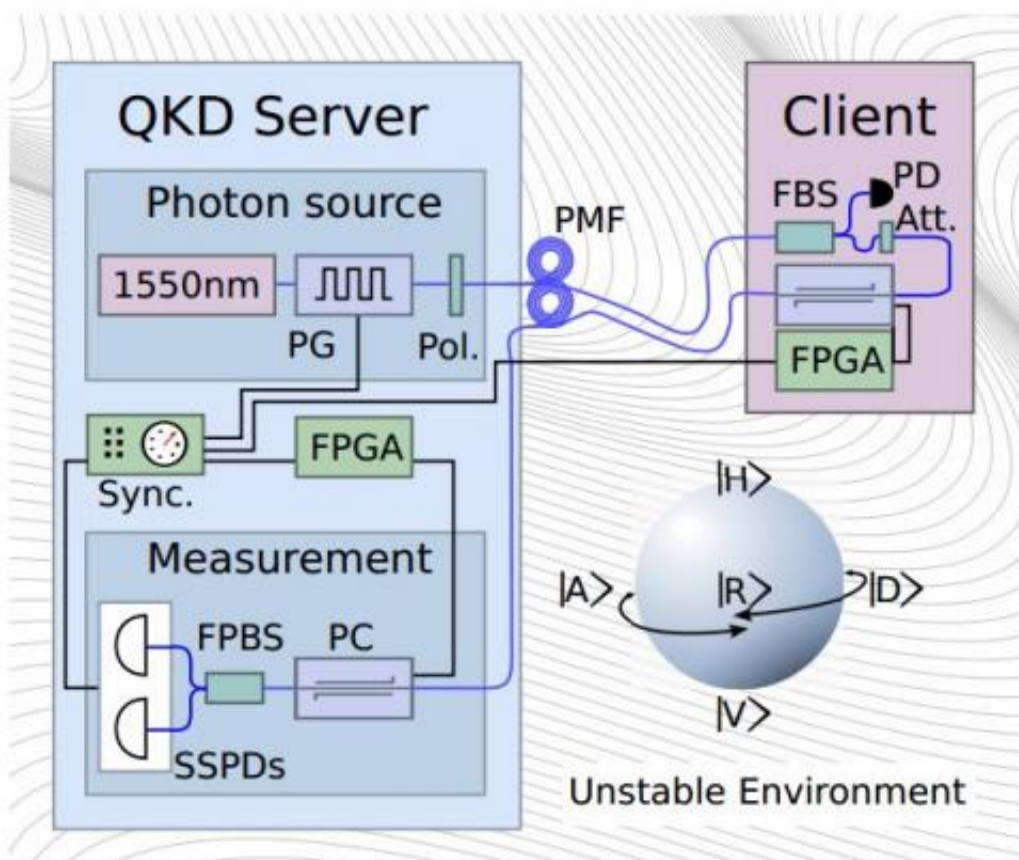 QKD Server
Photon source
1550nm
PG
Pol.
PMF
Client
FBS
PD
Att.
FPGA
Sync.
FPGA
Measurement
FPBS
PC
SSPDs
|H>
|A>
|R>
|D>
|V>
Unstable Environment